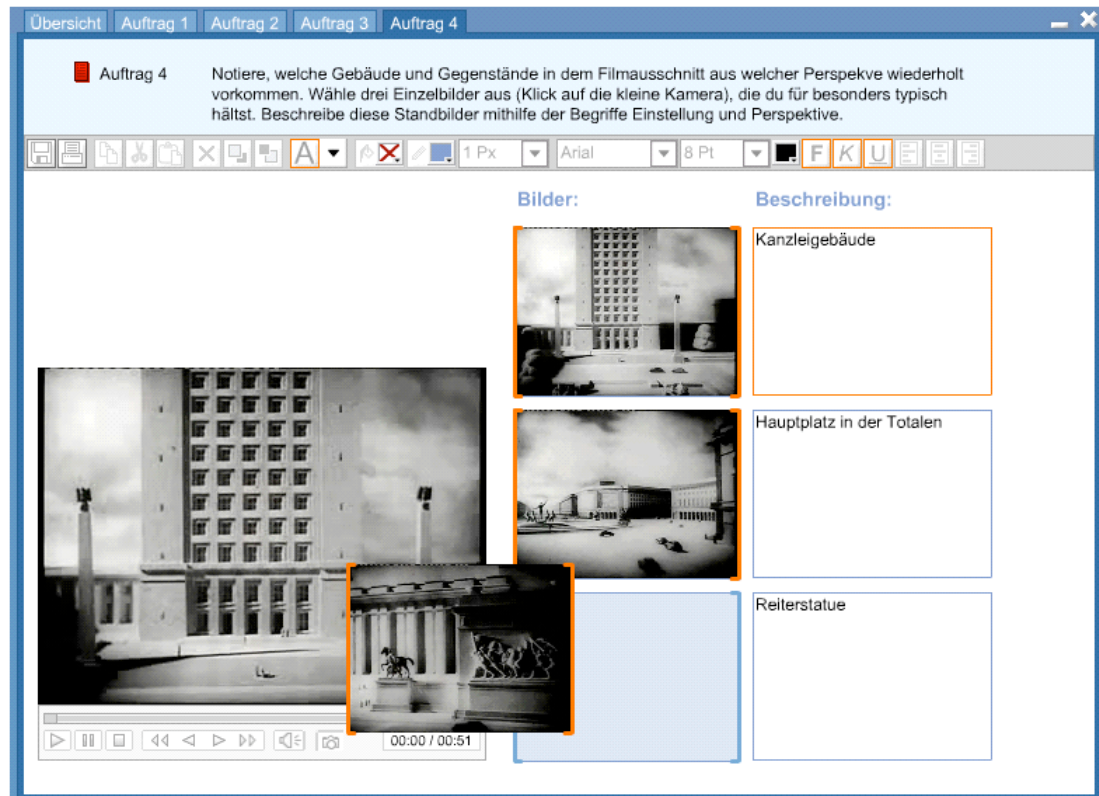 Übersicht Auftrag 1 Auftrag 2 Auftrag 3 Auftrag 4
Auftrag 4
Notiere, welche Gebäude und Gegenstände in dem Filmausschnitt aus welcher Perspekve wiederholt
vorkommen. Wähle drei Einzelbilder aus (Klick auf die kleine Kamera), die du für besonders typisch
hältst. Beschreibe diese Standbilder mithilfe der Begriffe Einstellung und Perspektive.
A 1 Px Arial 8 Pt F K U
Bilder: Beschreibung:
Kanzleigebäude
Hauptplatz in der Totalen
Reiterstatue
00:00 / 00:51